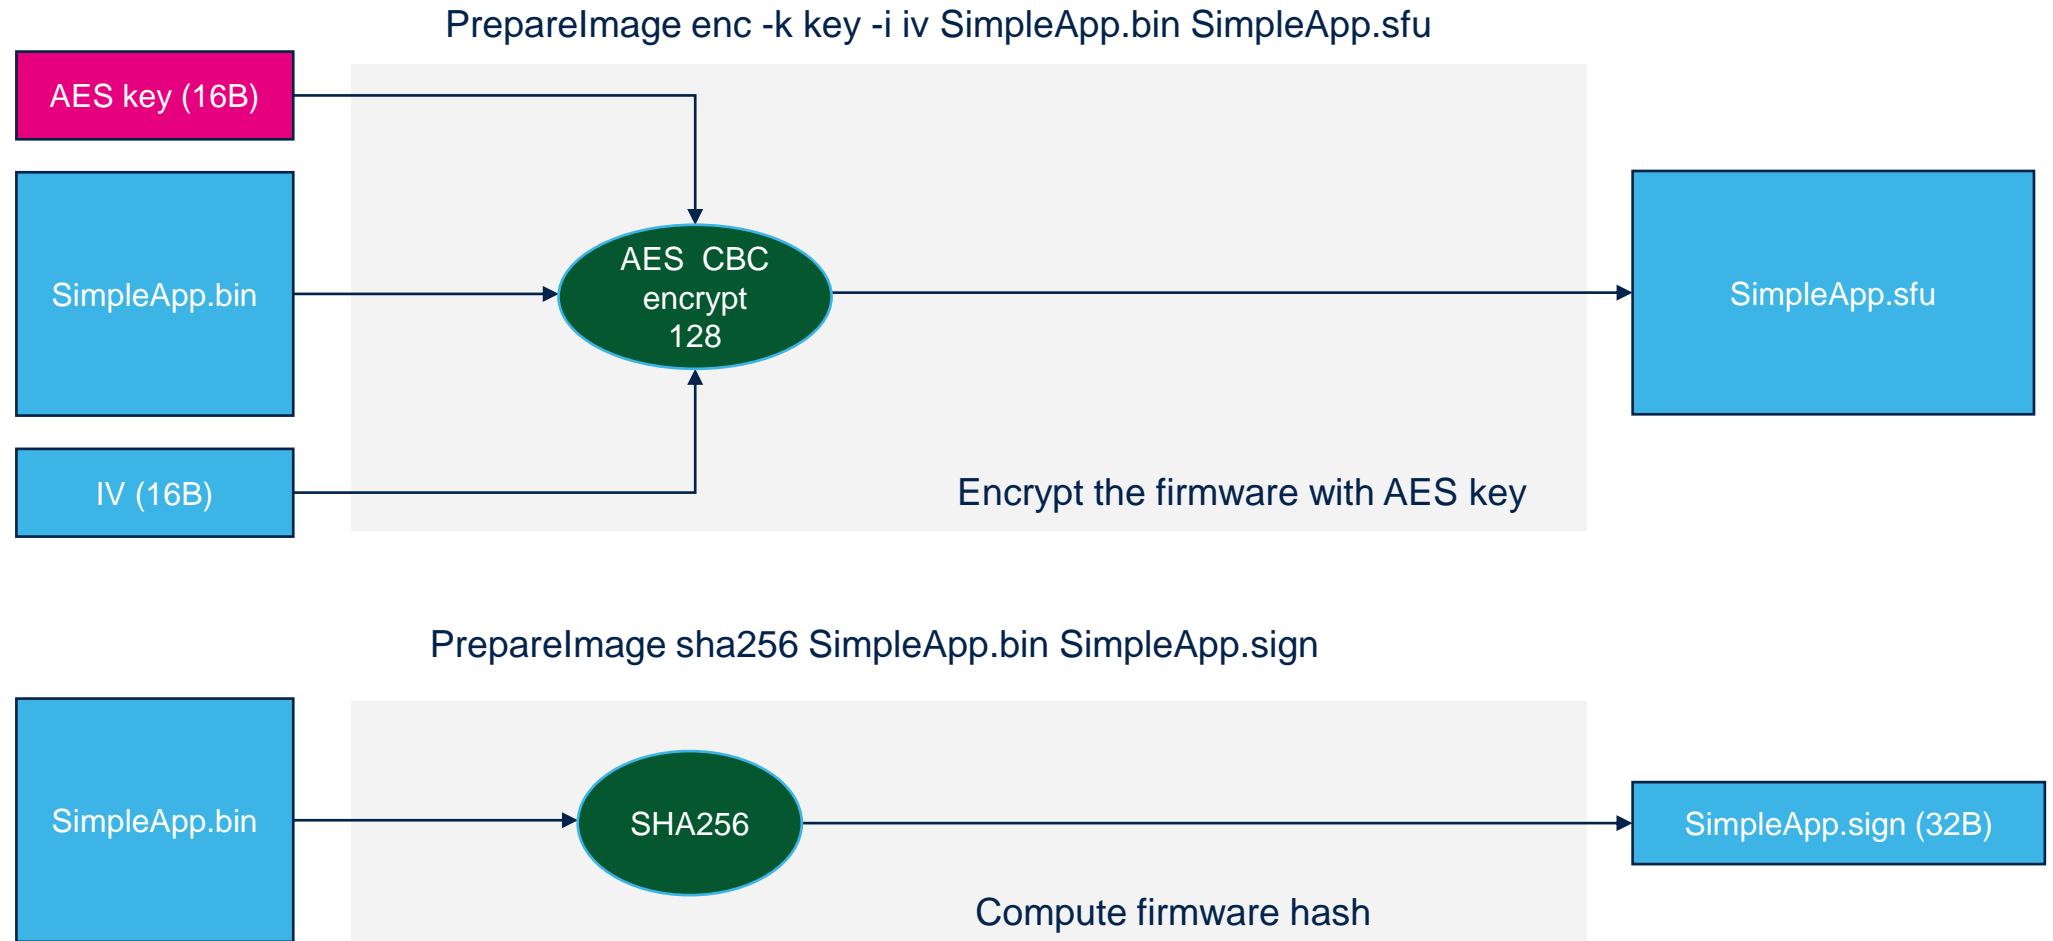 PrepareImage enc -k key -i iv SimpleApp.bin SimpleApp.sfu
AES key (16B)
SimpleApp.bin
AES  CBC
encrypt
128
SimpleApp.sfu
IV (16B)
Encrypt the firmware with AES key
PrepareImage sha256 SimpleApp.bin SimpleApp.sign
SimpleApp.bin
SHA256
SimpleApp.sign (32B)
Compute firmware hash